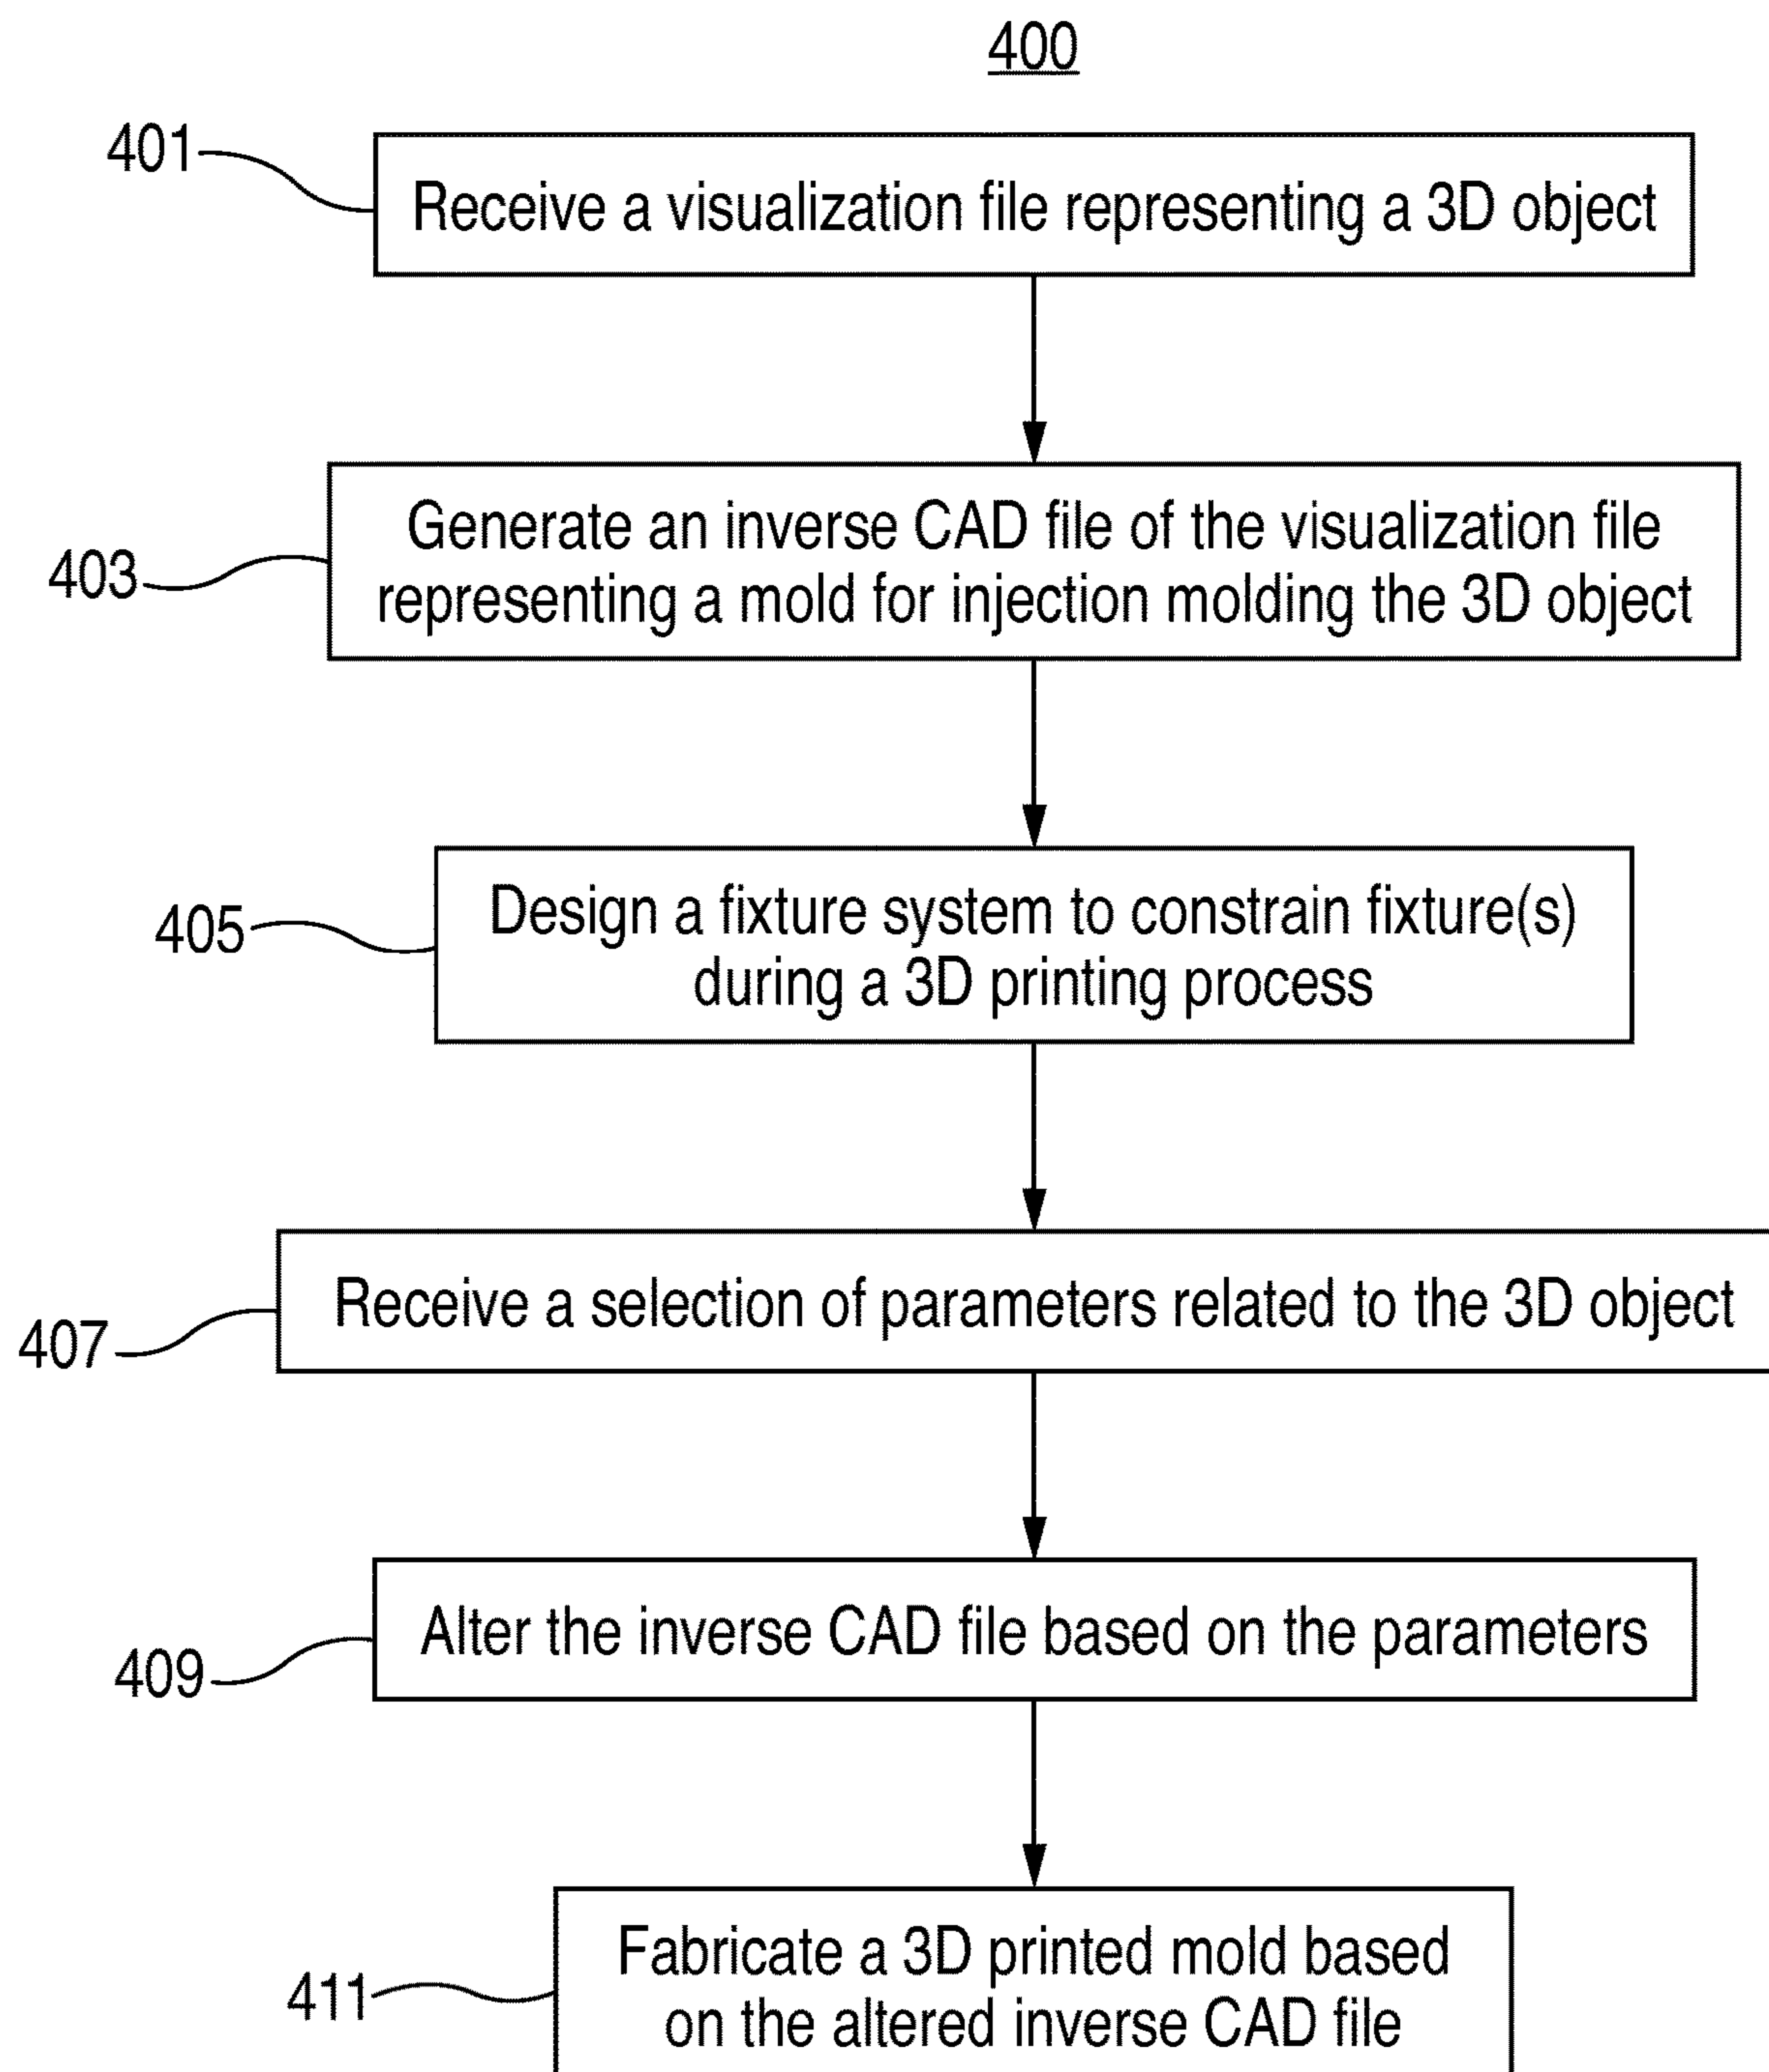 400
401
Receive a visualization file representing a 3D object
403
Generate an inverse CAD file of the visualization file
representing a mold for injection molding the 3D object
405
Design a fixture system to constrain fixture(s)
during a 3D printing process
407
Receive a selection of parameters related to the 3D object
409
Alter the inverse CAD file based on the parameters
411
Fabricate a 3D printed mold based
on the altered inverse CAD file